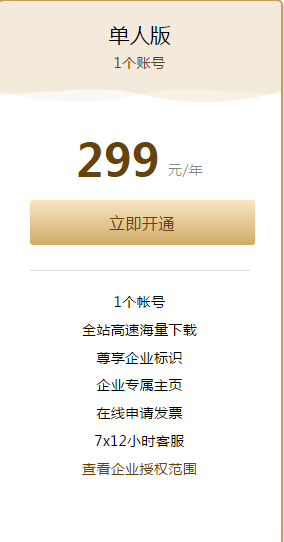 单人版
1个账号
299 元/年
立即开通
1个帐号
全站高速海量下载
尊享企业标识
企业专属主页
在线申请发票
7x12小时客服
查看企业授权范围